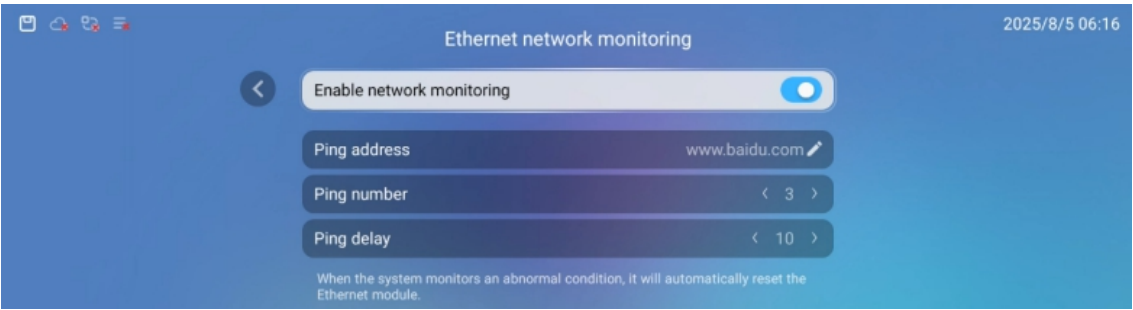 2025/8/5 06:16
Ethernet network monitoring
Enable network monitoring
Ping address www.baidu.com
Ping number 3
Ping delay 10
When the system monitors an abnormal condition, it will automatically reset the
Ethernet module.